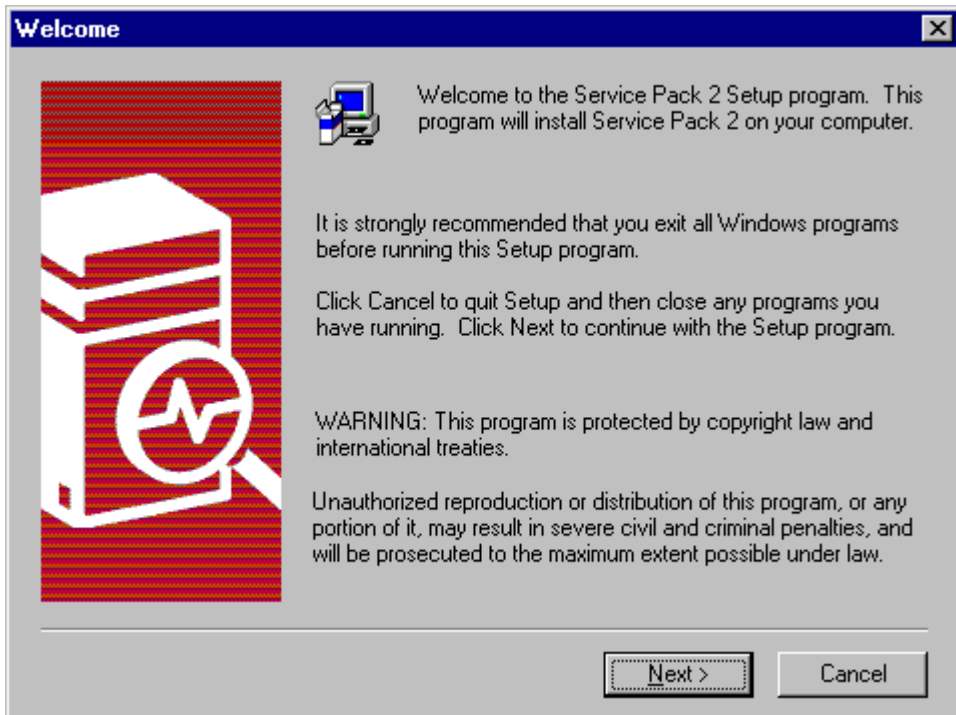 Welcome
Welcome to the Service Pack 2 Setup program.  This
program will install Service Pack 2 on your computer.
It is strongly recommended that you exit all Windows programs
before running this Setup program.
Click Cancel to quit Setup and then close any programs you
have running.  Click Next to continue with the Setup program.
WARNING: This program is protected by copyright law and
international treaties.
Unauthorized reproduction or distribution of this program, or any
portion of it, may result in severe civil and criminal penalties, and
will be prosecuted to the maximum extent possible under law.
Next >
Cancel